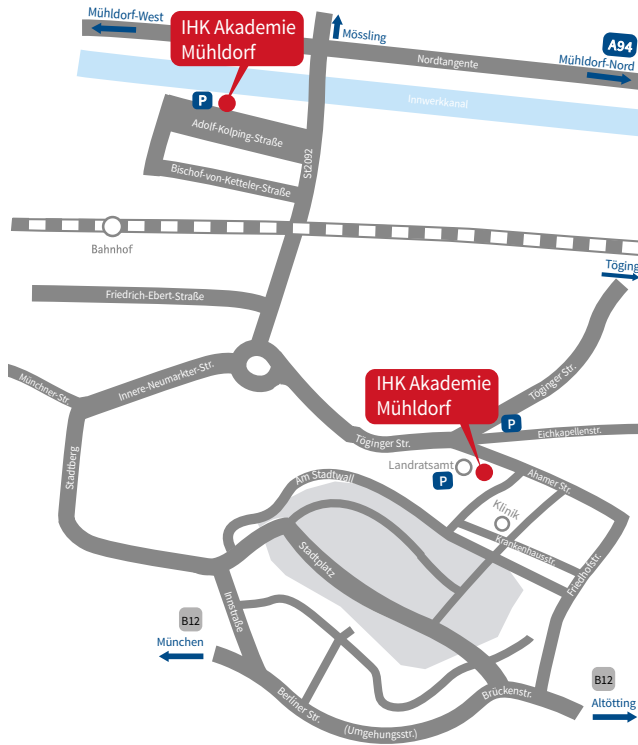 Mühldorf-West
IHK Akademie
Mühldorf
Mössling
A94
Nordtangente
Mühldorf-Nord
P
Innwerkkanal
Adolf-Kolping-Straße
St2092
Bischof-von-Ketteler-Straße
Bahnhof
Töging
Friedrich-Ebert-Straße
Innere-Neumarkter-Str.
Münchner-Str.
IHK Akademie
Mühldorf
Töginger Str.
P
Eichkapellenstr.
Töginger Str.
Landratsamt
P
Ahamer Str.
Stadtberg
Am Stadtwall
Klinik
Krankenhausstr.
Stadtplatz
Friedhofstr.
Innstraße
B12
München
B12
Brückenstr.
Altötting
Berliner Str.
(Umgehungsstr.)